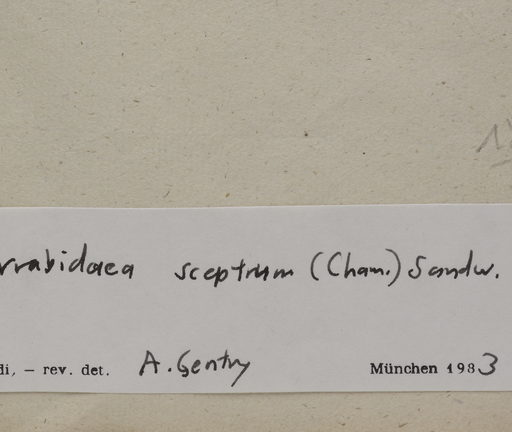 rrabidaea sceptrum (Cham.) Sandw.
di, — rev. det. A. Gentry München 1983